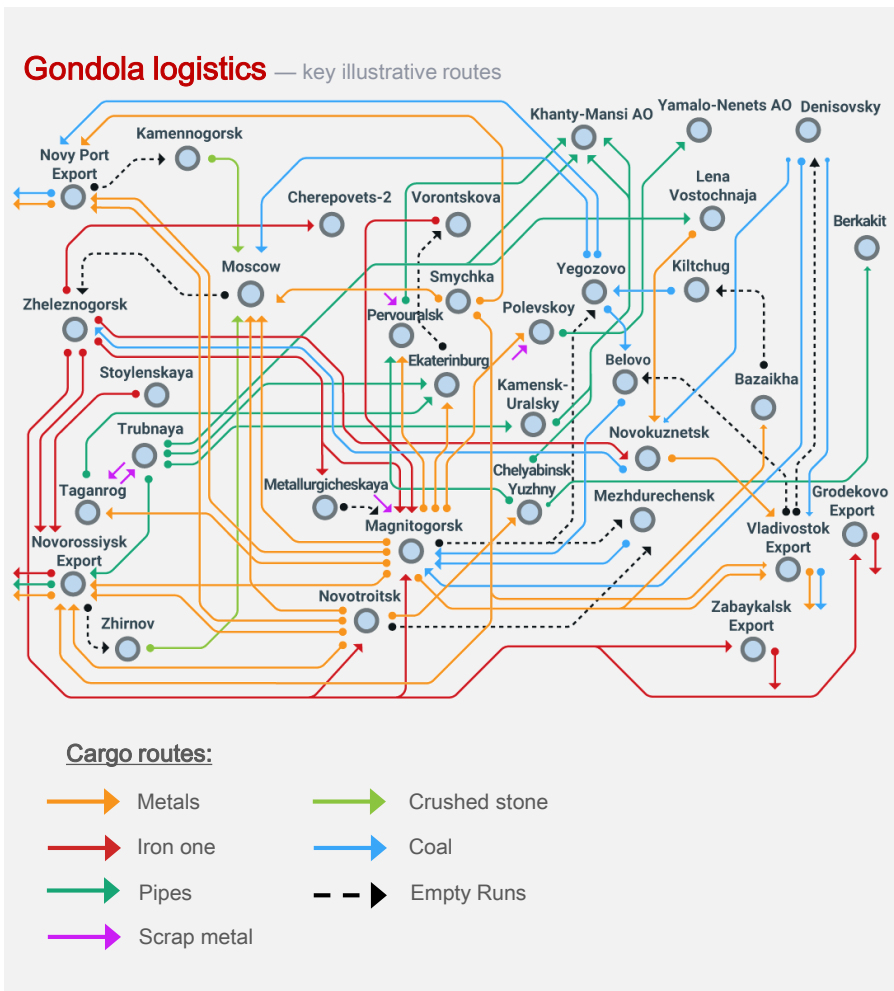 Gondola logistics — key illustrative routes
Khanty-Mansi AO
Yamalo-Nenets AO
Denisovsky
Kamennogorsk
Novy Port
Export
Cherepovets-2
Vorontskova
Lena
Vostochnaja
Berkakit
Moscow
Smychka
Yegozovo
Kiltchug
Zheleznogorsk
Pervouralsk
Polevskoy
Ekaterinburg
Belovo
Stoylenskaya
Kamensk-
Uralsky
Bazaikha
Trubnaya
Novokuznetsk
Taganrog
Metallurgicheskaya
Chelyabinsk
Yuzhny
Mezhdurechensk
Grodekovo
Export
Magnitogorsk
Vladivostok
Export
Novorossiysk
Export
Novotroitsk
Zhirnov
Zabaykalsk
Export
Cargo routes:
Metals
Crushed stone
Iron one
Coal
Pipes
Empty Runs
Scrap metal